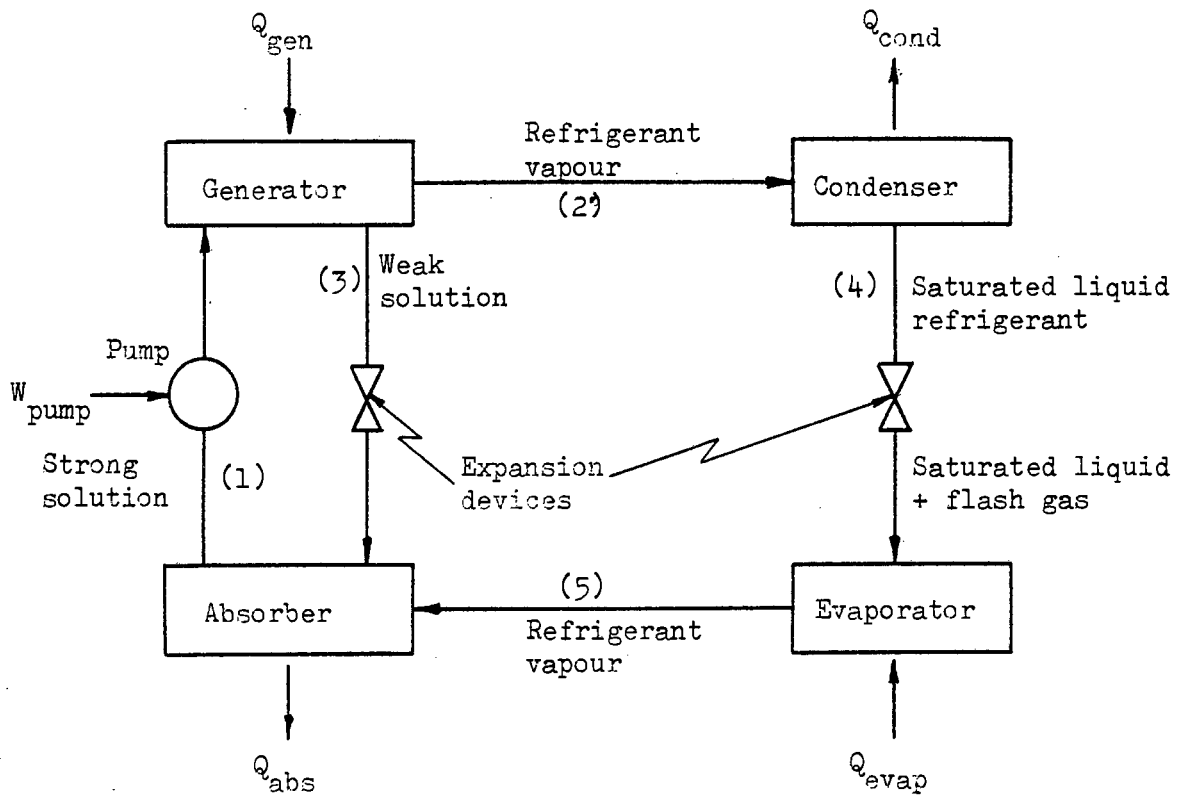 Q_gen
Q_cond
Refrigerant
vapour
(2)
Generator
Condenser
(3)
Weak
solution
(4)
Saturated liquid
refrigerant
Pump
W_pump
Strong
solution
(1)
Expansion
devices
Saturated liquid
+ flash gas
Absorber
(5)
Refrigerant
vapour
Evaporator
Q_abs
Q_evap